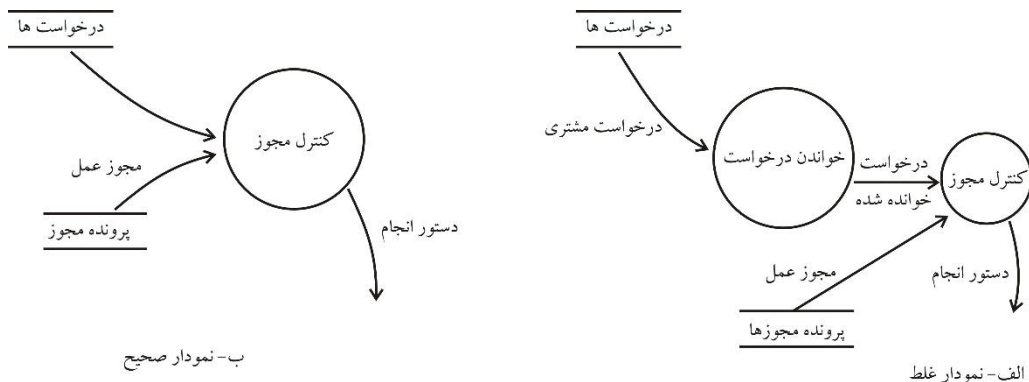 درخواست ها
درخواست مشتری
خواندن درخواست
درخواست
خوانده شده
کنترل مجوز
مجوز عمل
پرونده مجوزها
دستور انجام
الف- نمودار غلط
درخواست ها
کنترل مجوز
مجوز عمل
پرونده مجوز
دستور انجام
ب- نمودار صحیح